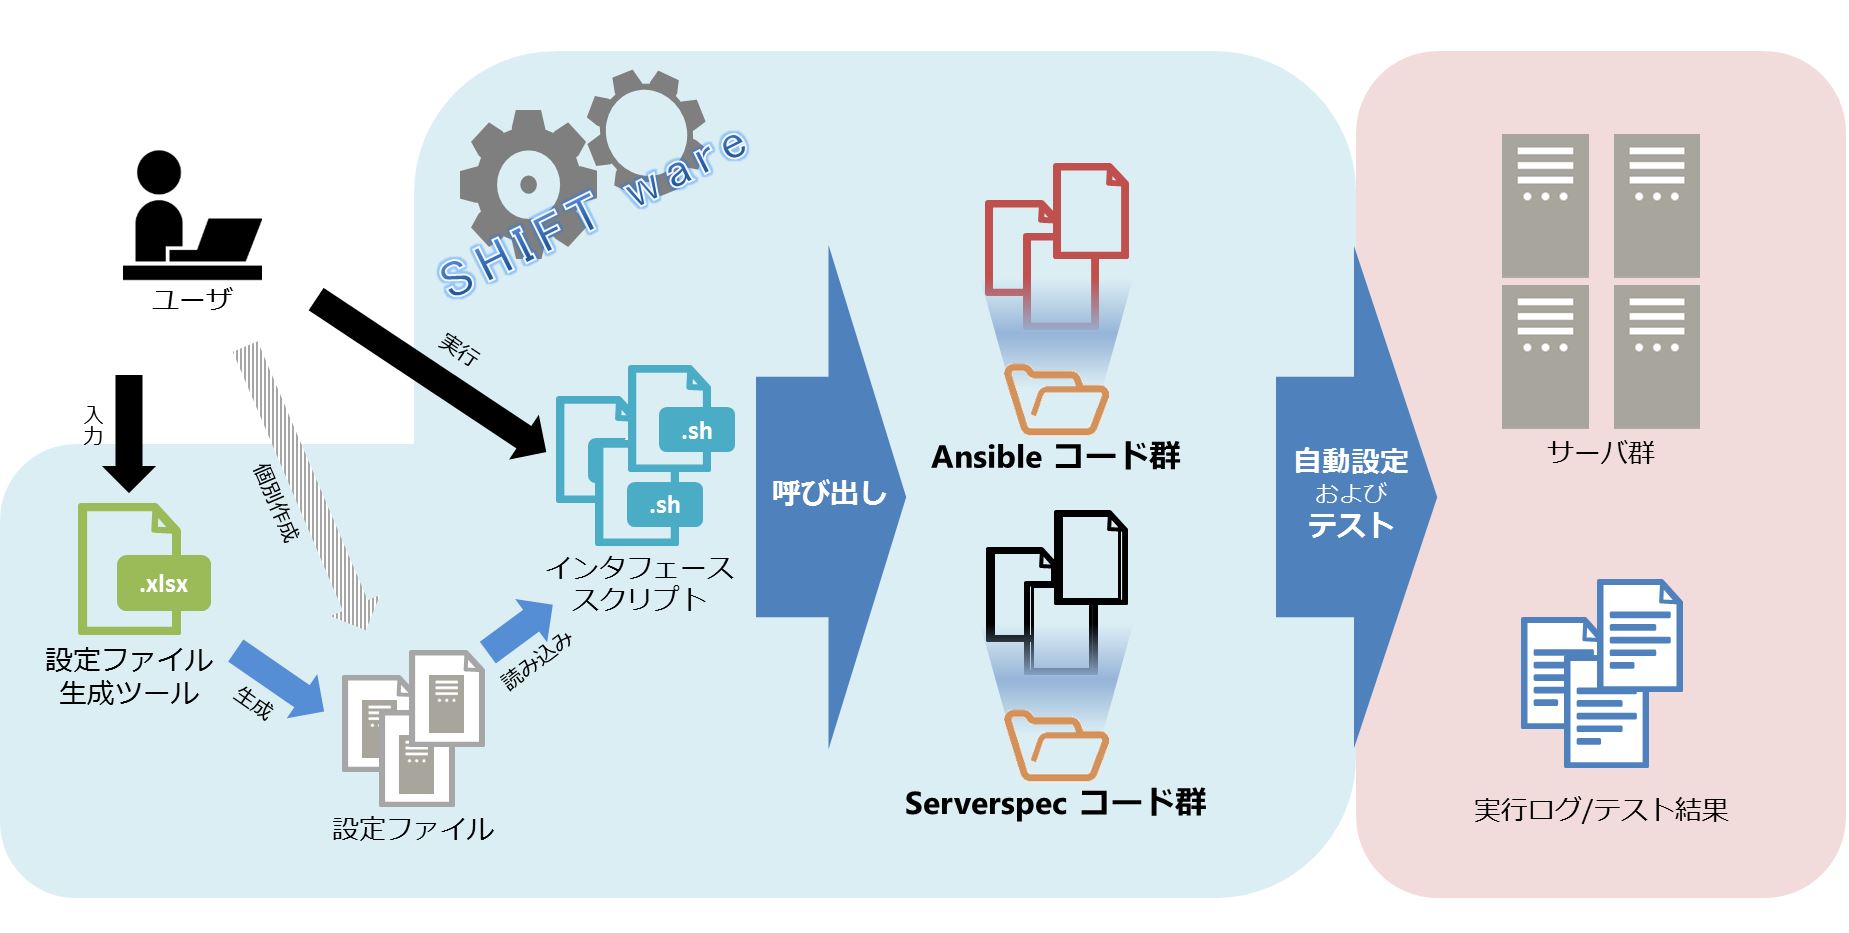 SHIFT ware
ユーザ
実行
入力
個別作成
.xlsx
設定ファイル
生成ツール
生成
設定ファイル
読み込み
.sh
.sh
インタフェース
スクリプト
呼び出し
Ansible コード群
Serverspec コード群
自動設定
および
テスト
サーバ群
実行ログ/テスト結果